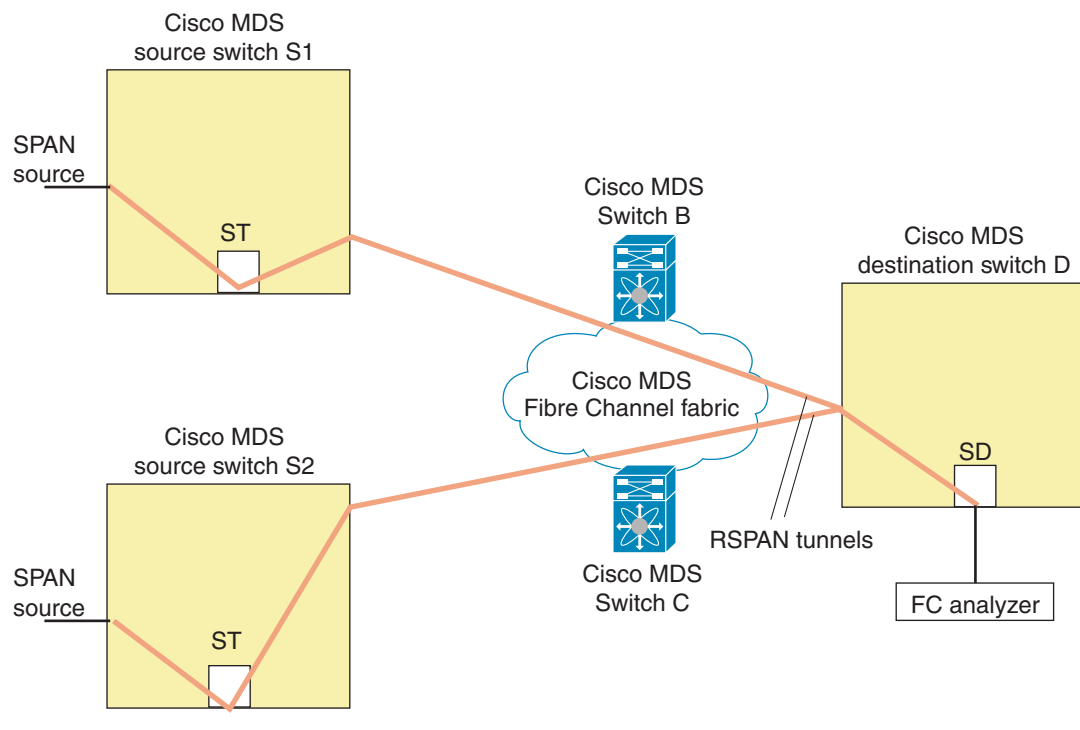 Cisco MDS
source switch S1
SPAN
source
ST
Cisco MDS
Switch B
Cisco MDS
destination switch D
Cisco MDS
Fibre Channel fabric
Cisco MDS
source switch S2
SD
RSPAN tunnels
Cisco MDS
Switch C
FC analyzer
SPAN
source
ST